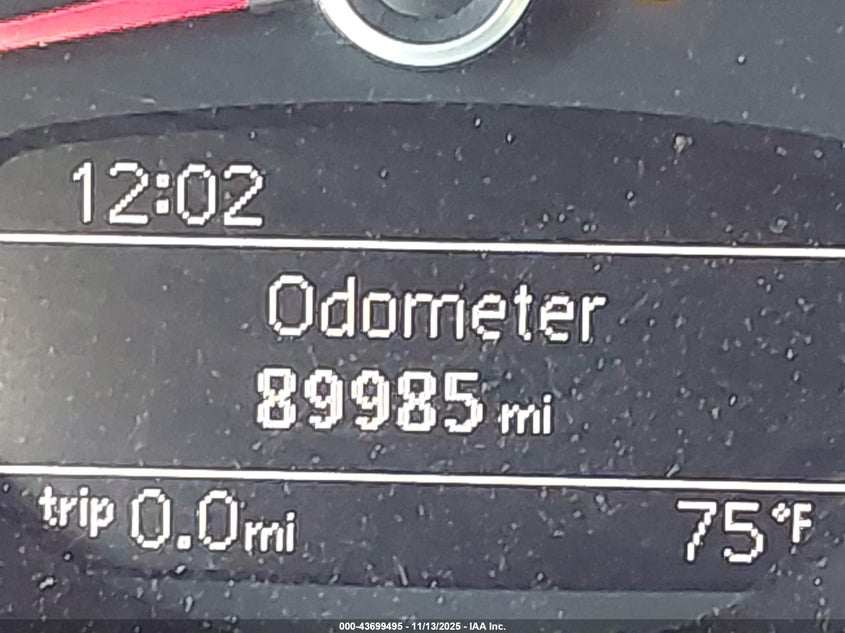 12:02
Odometer
89985 mi
trip 0.0 mi 75°F
000-43699495 - 11/13/2025 - IAA Inc.